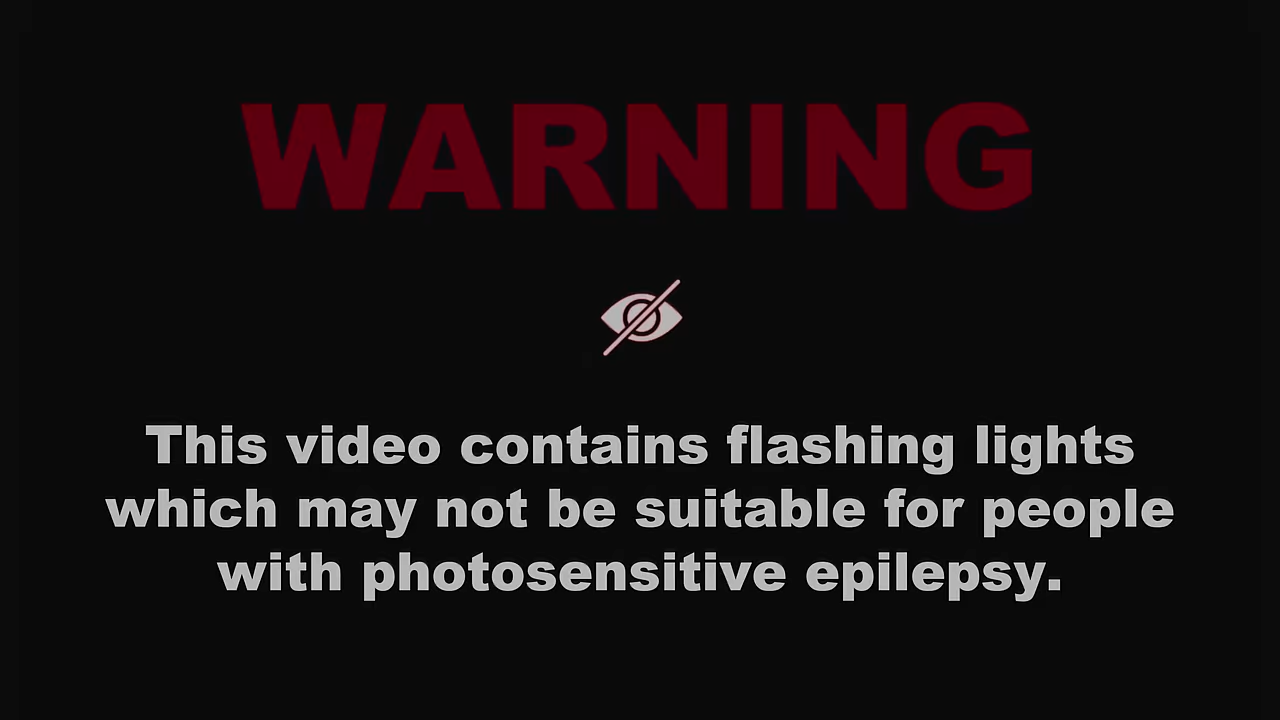 WARNING
This video contains flashing lights
which may not be suitable for people
with photosensitive epilepsy.